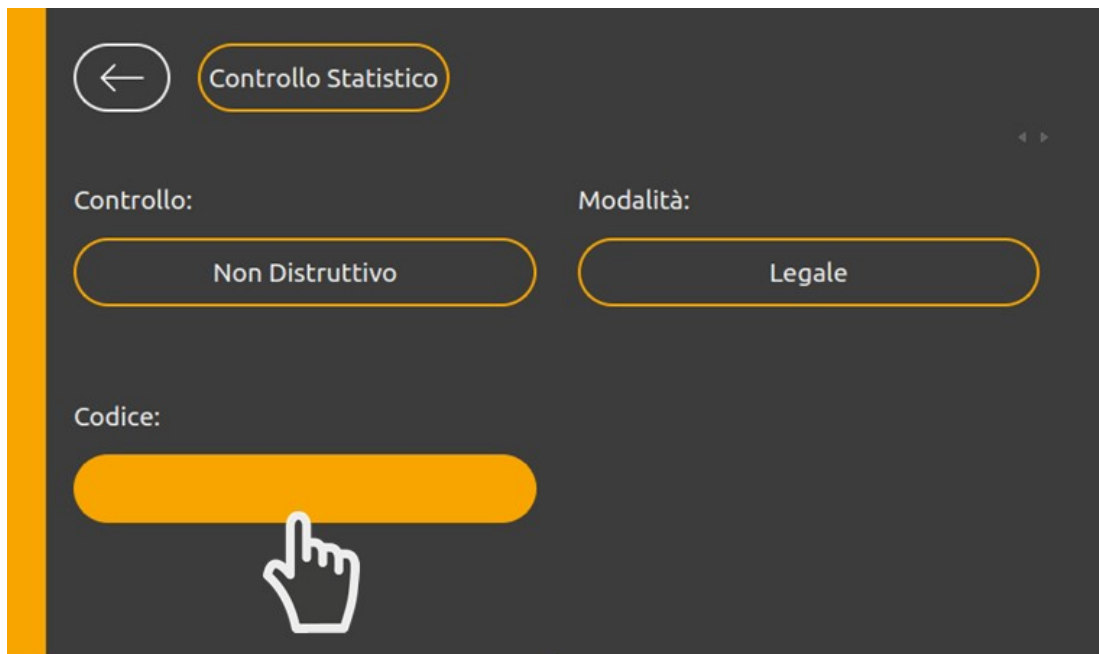 Controllo Statistico
Controllo:
Modalità:
Non Distruttivo
Legale
Codice: